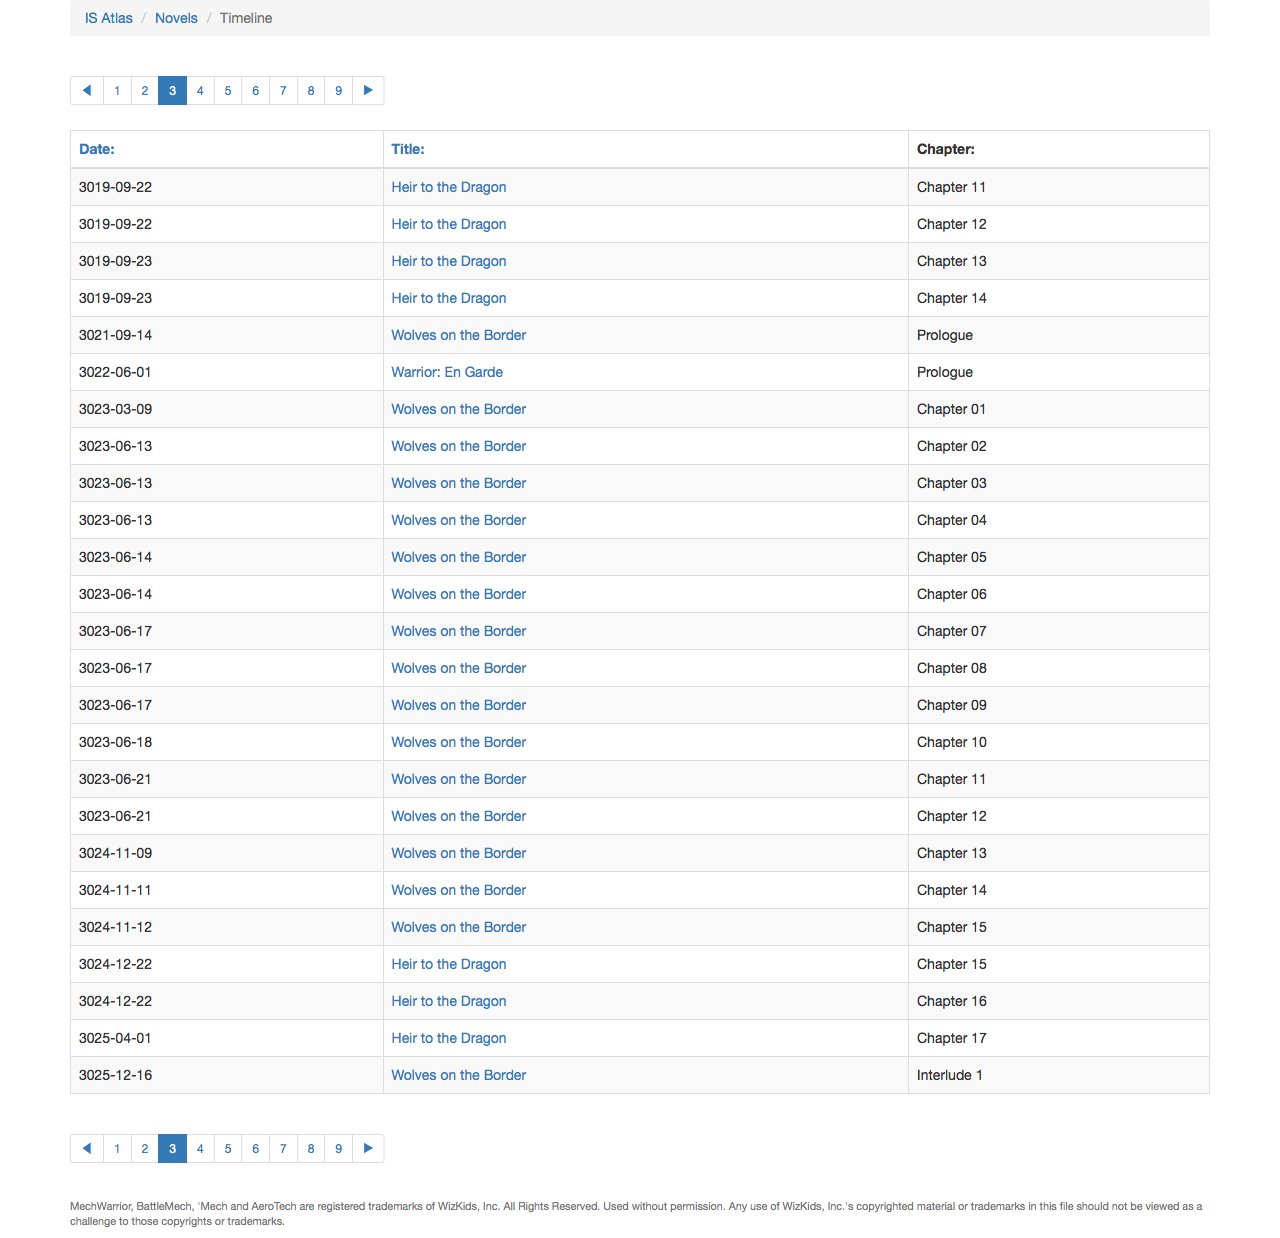 IS Atlas / Novels / Timeline
◀ 1 2 3 4 5 6 7 8 9 ▶
Date: Title: Chapter:
3019-09-22 Heir to the Dragon Chapter 11
3019-09-22 Heir to the Dragon Chapter 12
3019-09-23 Heir to the Dragon Chapter 13
3019-09-23 Heir to the Dragon Chapter 14
3021-09-14 Wolves on the Border Prologue
3022-06-01 Warrior: En Garde Prologue
3023-03-09 Wolves on the Border Chapter 01
3023-06-13 Wolves on the Border Chapter 02
3023-06-13 Wolves on the Border Chapter 03
3023-06-13 Wolves on the Border Chapter 04
3023-06-14 Wolves on the Border Chapter 05
3023-06-14 Wolves on the Border Chapter 06
3023-06-17 Wolves on the Border Chapter 07
3023-06-17 Wolves on the Border Chapter 08
3023-06-17 Wolves on the Border Chapter 09
3023-06-18 Wolves on the Border Chapter 10
3023-06-21 Wolves on the Border Chapter 11
3023-06-21 Wolves on the Border Chapter 12
3024-11-09 Wolves on the Border Chapter 13
3024-11-11 Wolves on the Border Chapter 14
3024-11-12 Wolves on the Border Chapter 15
3024-12-22 Heir to the Dragon Chapter 15
3024-12-22 Heir to the Dragon Chapter 16
3025-04-01 Heir to the Dragon Chapter 17
3025-12-16 Wolves on the Border Interlude 1
◀ 1 2 3 4 5 6 7 8 9 ▶
MechWarrior, BattleMech, 'Mech and AeroTech are registered trademarks of WizKids, Inc. All Rights Reserved. Used without permission. Any use of WizKids, Inc.'s copyrighted material or trademarks in this file should not be viewed as a
challenge to those copyrights or trademarks.